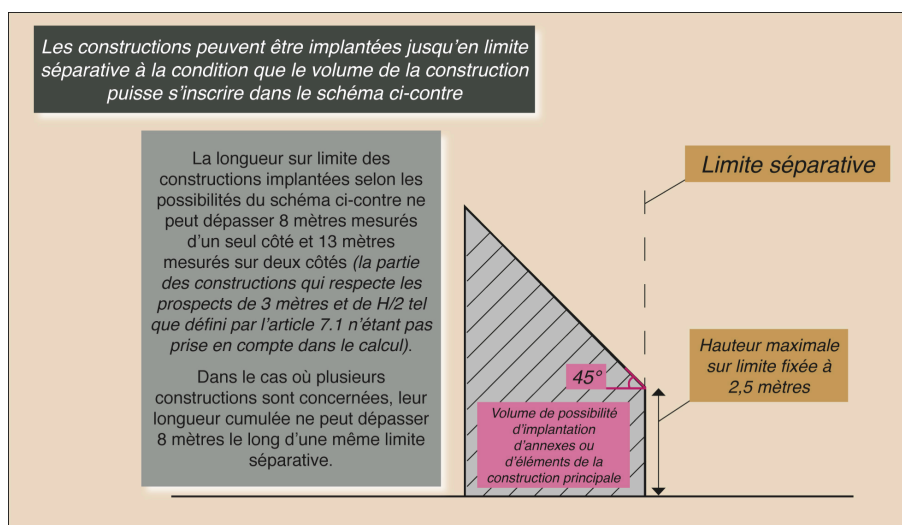 Les constructions peuvent être implantées jusqu'en limite
séparative à la condition que le volume de la construction
puisse s'inscrire dans le schéma ci-contre
La longueur sur limite des
constructions implantées selon les
possibilités du schéma ci-contre ne
peut dépasser 8 mètres mesurés
d'un seul côté et 13 mètres
mesurés sur deux côtés (la partie
des constructions qui respecte les
prospects de 3 mètres et de H/2 tel
que défini par l'article 7.1 n'étant pas
prise en compte dans le calcul).
Dans le cas où plusieurs
constructions sont concernées, leur
longueur cumulée ne peut dépasser
8 mètres le long d'une même limite
séparative.
Limite séparative
Hauteur maximale
sur limite fixée à
2,5 mètres
45°
Volume de possibilité
d'implantation
d'annexes ou
d'éléments de la
construction principale